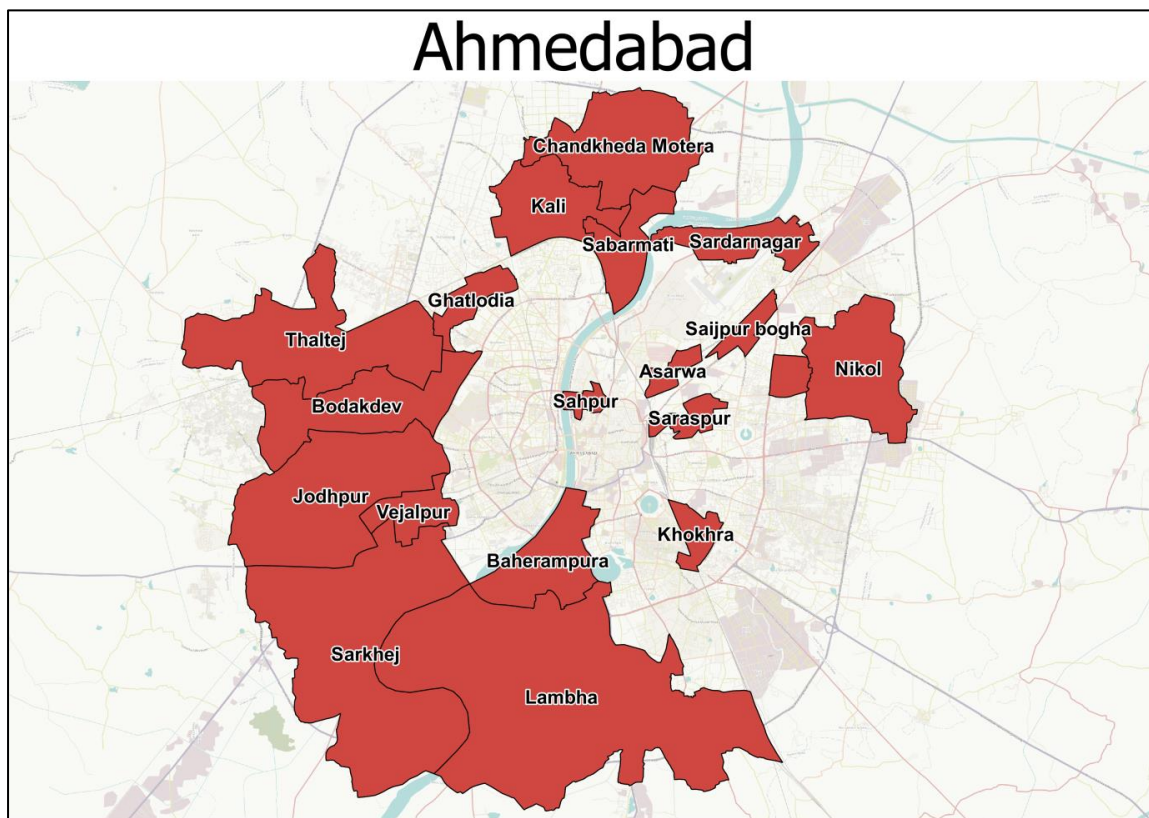 Ahmedabad
Chandkheda Motera
Kali
Sabarmati
Sardarnagar
Ghatlodia
Thaltej
Saijpur bogha
Nikol
Asarwa
Bodakdev
Sahpur
Saraspur
Jodhpur
Vejalpur
Khokhra
Baherampura
Sarkhej
Lambha